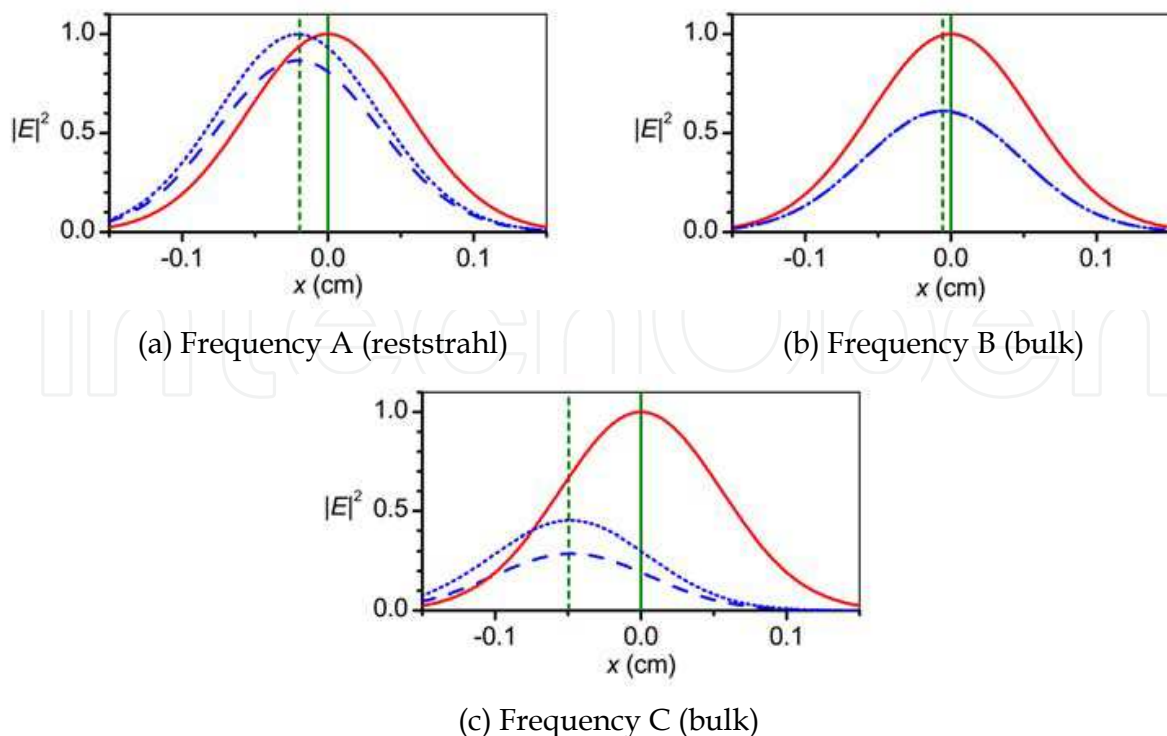 1.0
0.5
0.0
|E|²
-0.1 0.0 0.1
x (cm)
(a) Frequency A (reststrahl)
1.0
0.5
0.0
|E|²
-0.1 0.0 0.1
x (cm)
(b) Frequency B (bulk)
1.0
0.5
0.0
|E|²
-0.1 0.0 0.1
x (cm)
(c) Frequency C (bulk)
intechopen